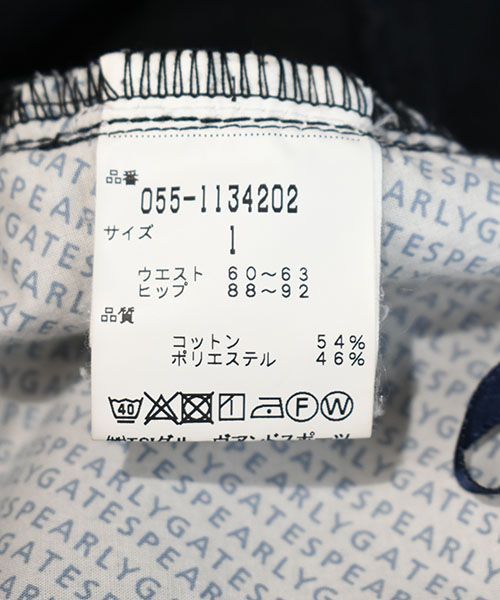 品番
055-1134202
サイズ
1
ウエスト 60～63
ヒップ 88～92
品質
コットン 54%
ポリエステル 46%
40 F W
PEARLYGATES